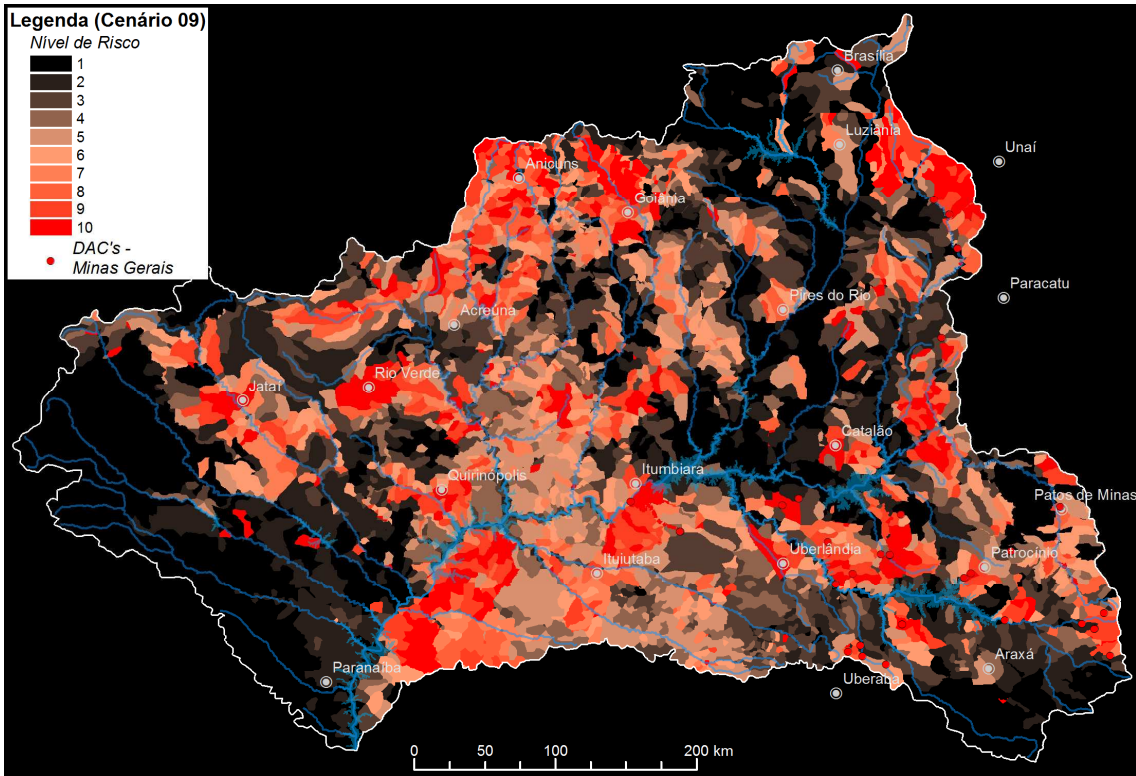 Legenda (Cenário 09)
Nível de Risco
1
2
3
4
5
6
7
8
9
10
DAC's -
Minas Gerais
Brasília
Luziânia
Unaí
Anicuns
Goiânia
Paracatu
Pires do Rio
Acreúna
Rio Verde
Jataí
Catalão
Quirinópolis
Itumbiara
Patos de Minas
Uberlândia
Patrocínio
Ituiutaba
Araxá
Paranaíba
Uberaba
0 50 100 200 km